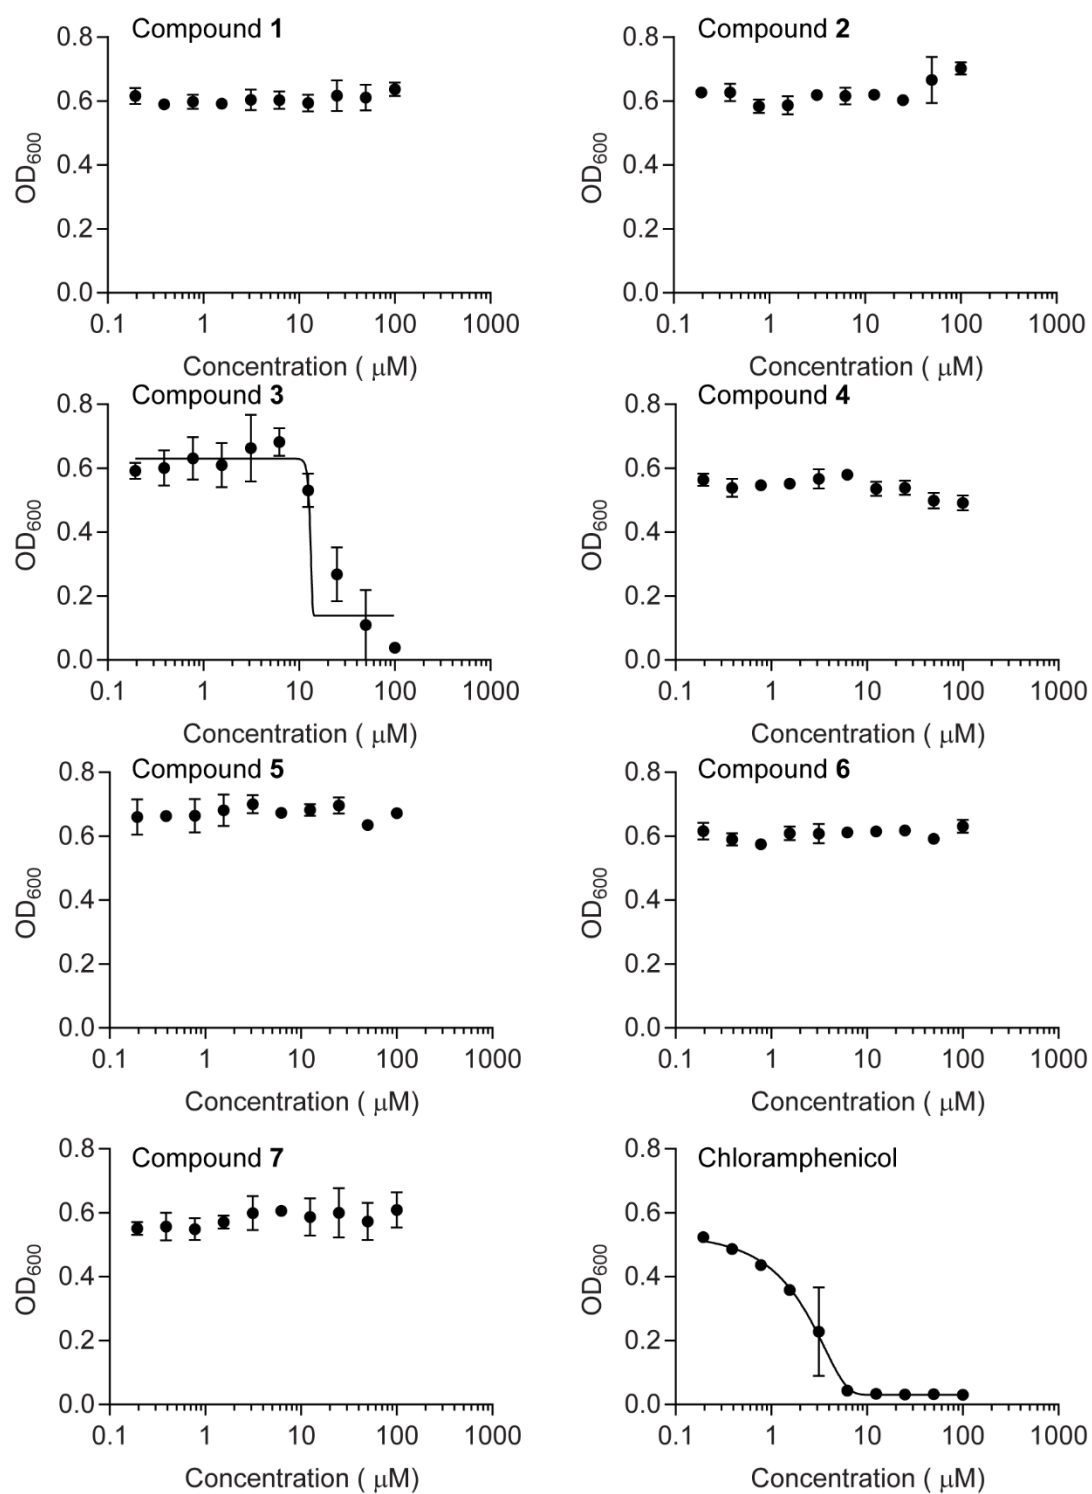 Compound 1
0.8
0.6
0.4
0.2
0.0
OD600
0.1 1 10 100 1000
Concentration ( μM)
Compound 2
0.8
0.6
0.4
0.2
0.0
OD600
0.1 1 10 100 1000
Concentration ( μM)
Compound 3
0.8
0.6
0.4
0.2
0.0
OD600
0.1 1 10 100 1000
Concentration ( μM)
Compound 4
0.8
0.6
0.4
0.2
0.0
OD600
0.1 1 10 100 1000
Concentration ( μM)
Compound 5
0.8
0.6
0.4
0.2
0.0
OD600
0.1 1 10 100 1000
Concentration ( μM)
Compound 6
0.8
0.6
0.4
0.2
0.0
OD600
0.1 1 10 100 1000
Concentration ( μM)
Compound 7
0.8
0.6
0.4
0.2
0.0
OD600
0.1 1 10 100 1000
Concentration ( μM)
Chloramphenicol
0.8
0.6
0.4
0.2
0.0
OD600
0.1 1 10 100 1000
Concentration ( μM)